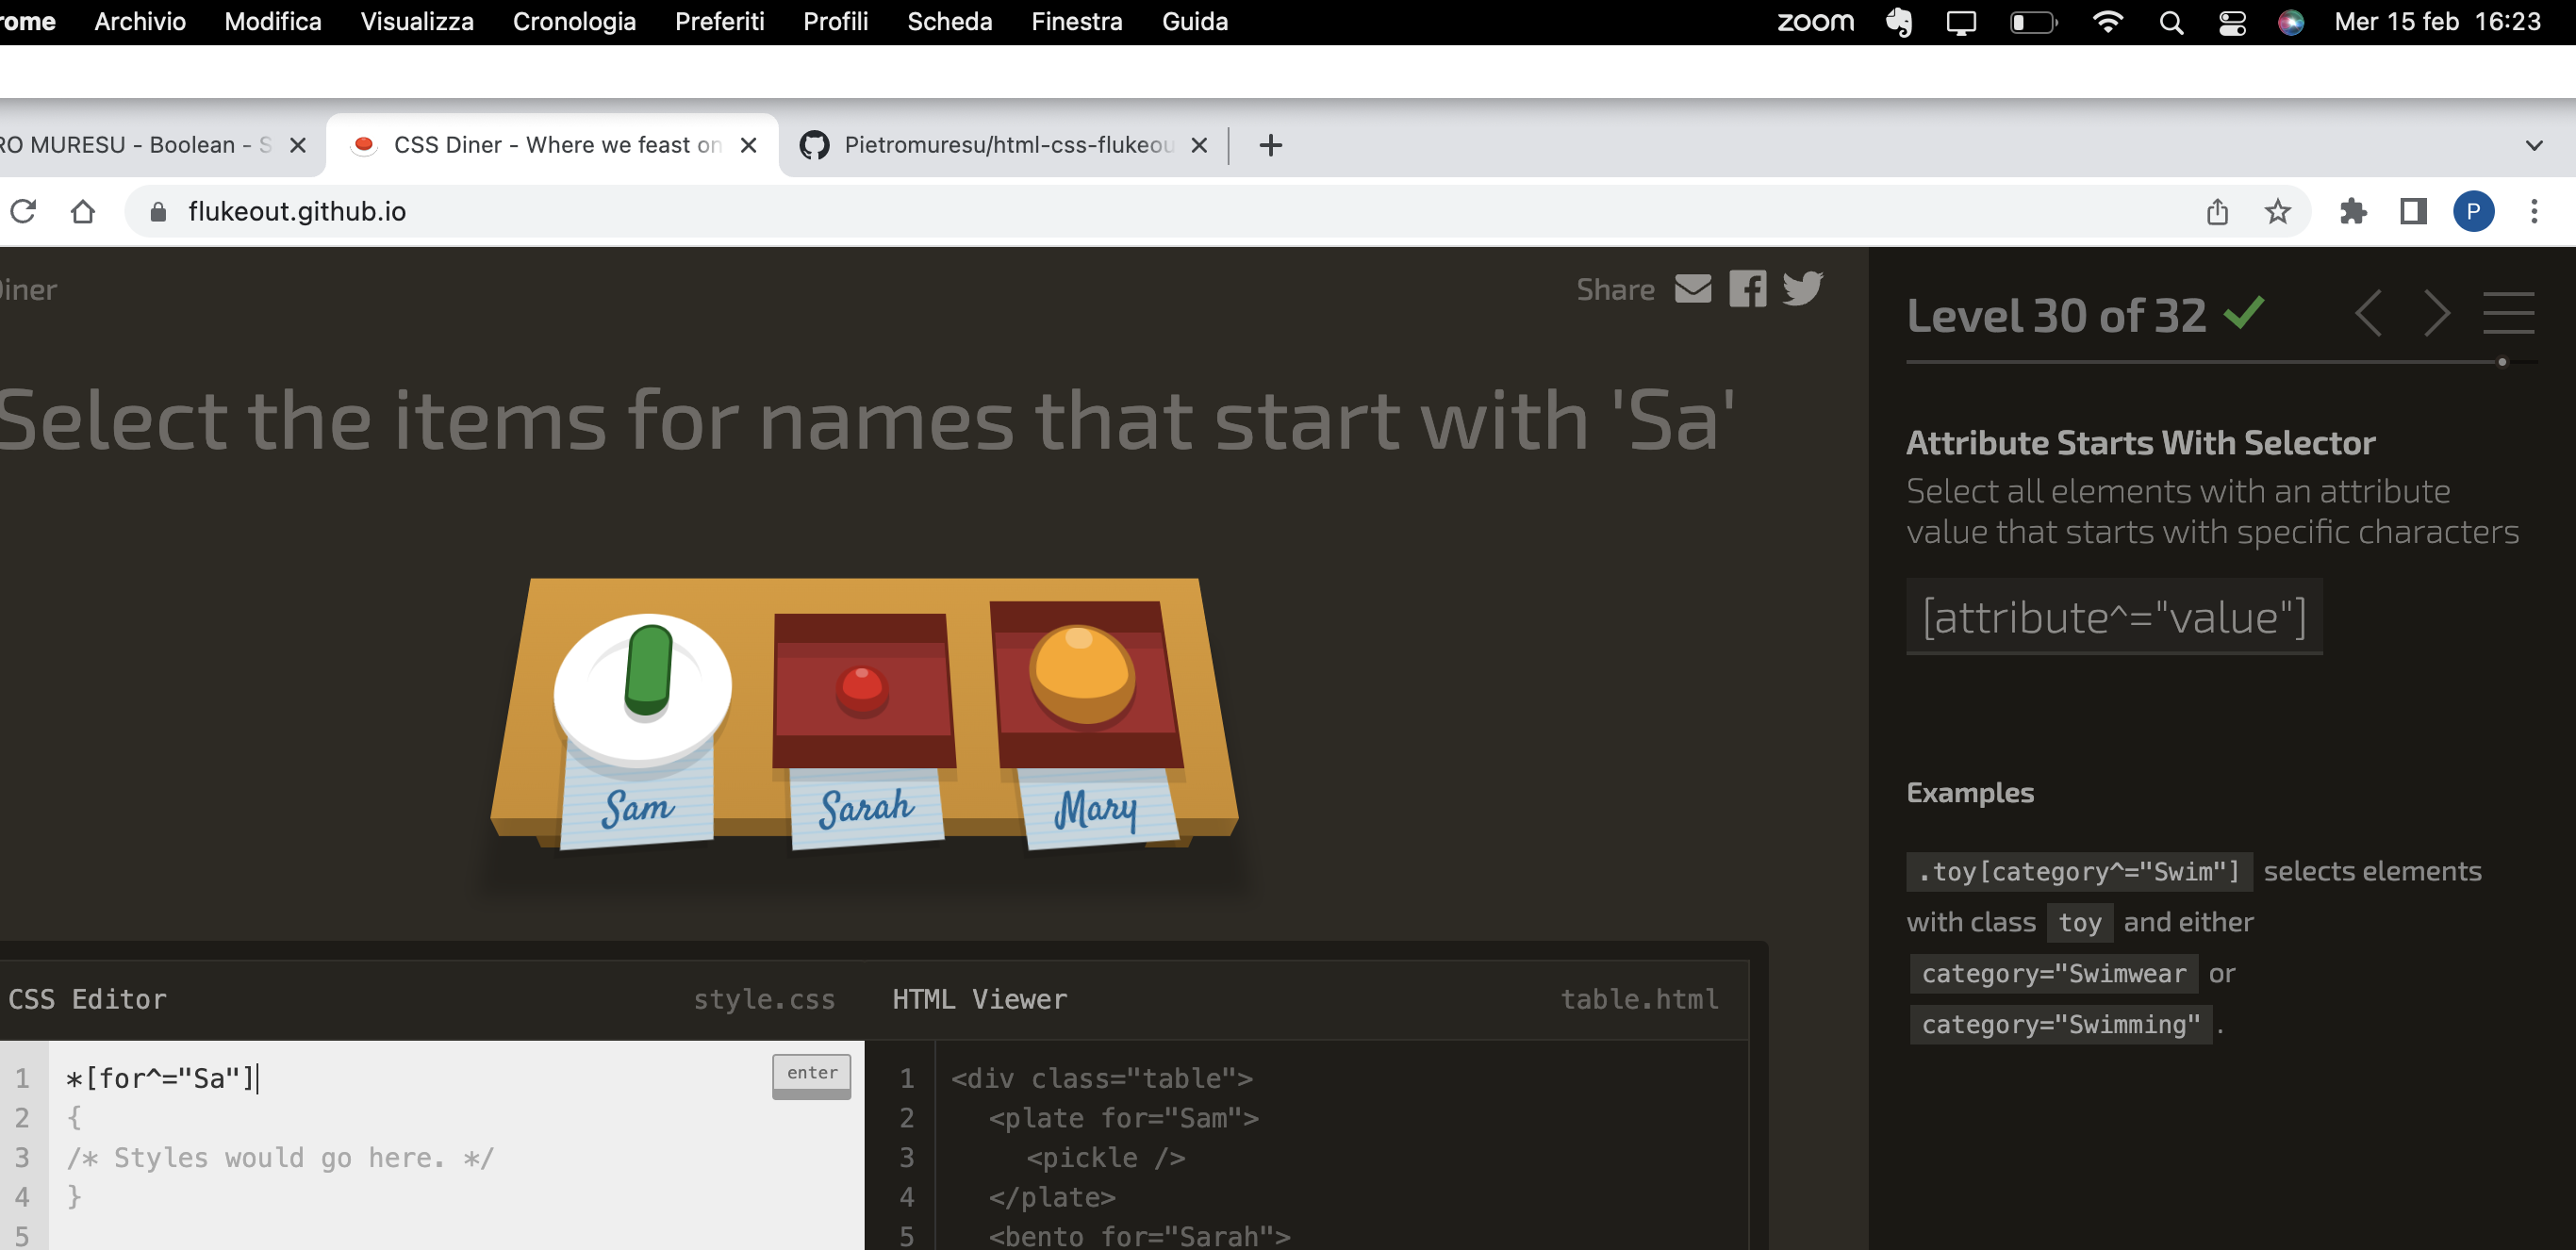 rome Archivio Modifica Visualizza Cronologia Preferiti Profili Scheda Finestra Guida zoom Mer 15 feb 16:23
RO MURESU - Boolean - S CSS Diner - Where we feast on Pietromuresu/html-css-flukeou
flukeout.github.io P
Diner Share
Level 30 of 32
Select the items for names that start with 'Sa'
Attribute Starts With Selector
Select all elements with an attribute
value that starts with specific characters
[attribute^="value"]
Sam Sarah Mary
Examples
.toy[category^="Swim"] selects elements
with class toy and either
category="Swimwear or
category="Swimming" .
CSS Editor style.css
1 *[for^="Sa"] enter
2 {
3 /* Styles would go here. */
4 }
5
HTML Viewer table.html
1 <div class="table">
2 <plate for="Sam">
3 <pickle />
4 </plate>
5 <bento for="Sarah">